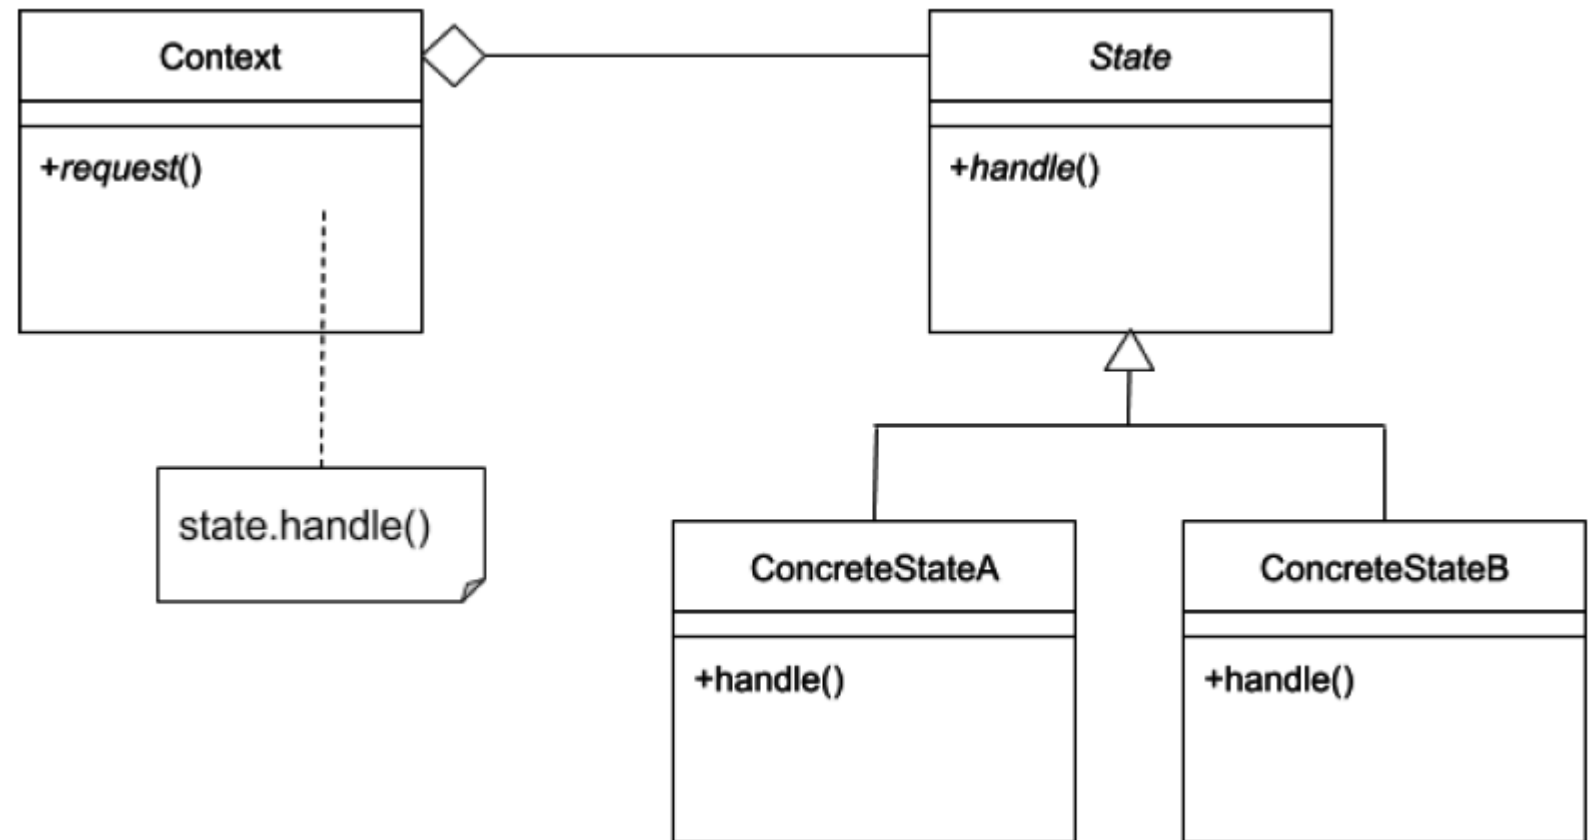 Context
State
+request()
+handle()
state.handle()
ConcreteStateA
ConcreteStateB
+handle()
+handle()